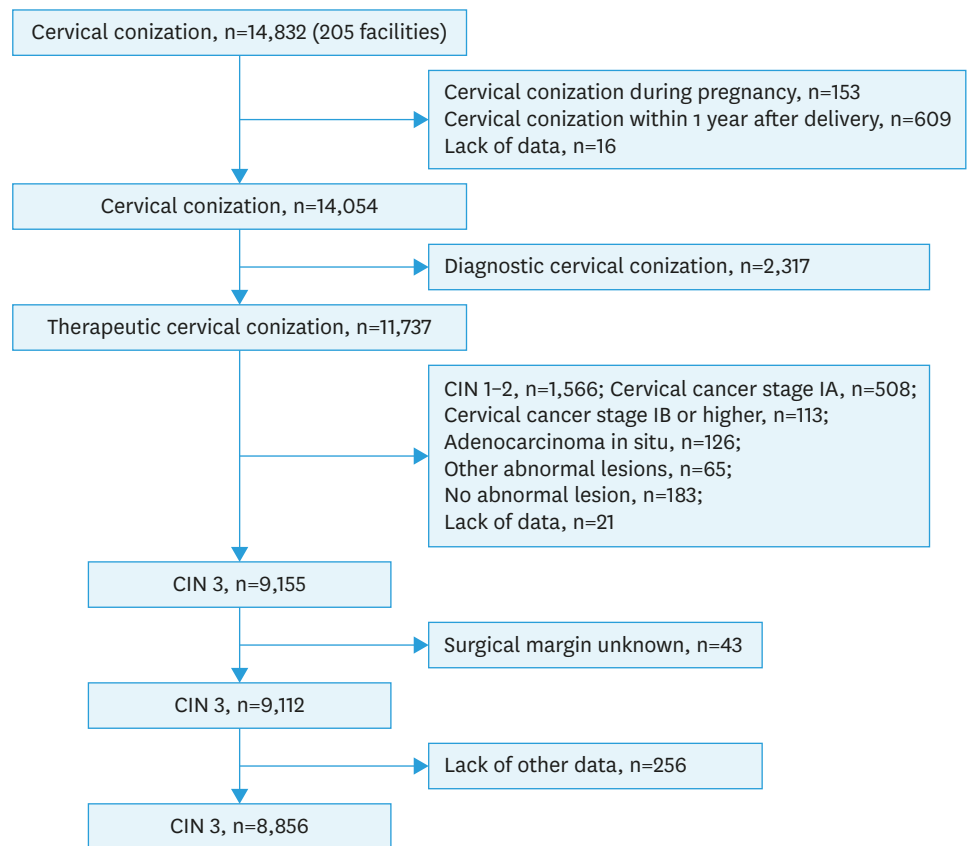 Cervical conization, n=14,832 (205 facilities)
Cervical conization during pregnancy, n=153
Cervical conization within 1 year after delivery, n=609
Lack of data, n=16
Cervical conization, n=14,054
Diagnostic cervical conization, n=2,317
Therapeutic cervical conization, n=11,737
CIN 1–2, n=1,566; Cervical cancer stage IA, n=508;
Cervical cancer stage IB or higher, n=113;
Adenocarcinoma in situ, n=126;
Other abnormal lesions, n=65;
No abnormal lesion, n=183;
Lack of data, n=21
CIN 3, n=9,155
Surgical margin unknown, n=43
CIN 3, n=9,112
Lack of other data, n=256
CIN 3, n=8,856